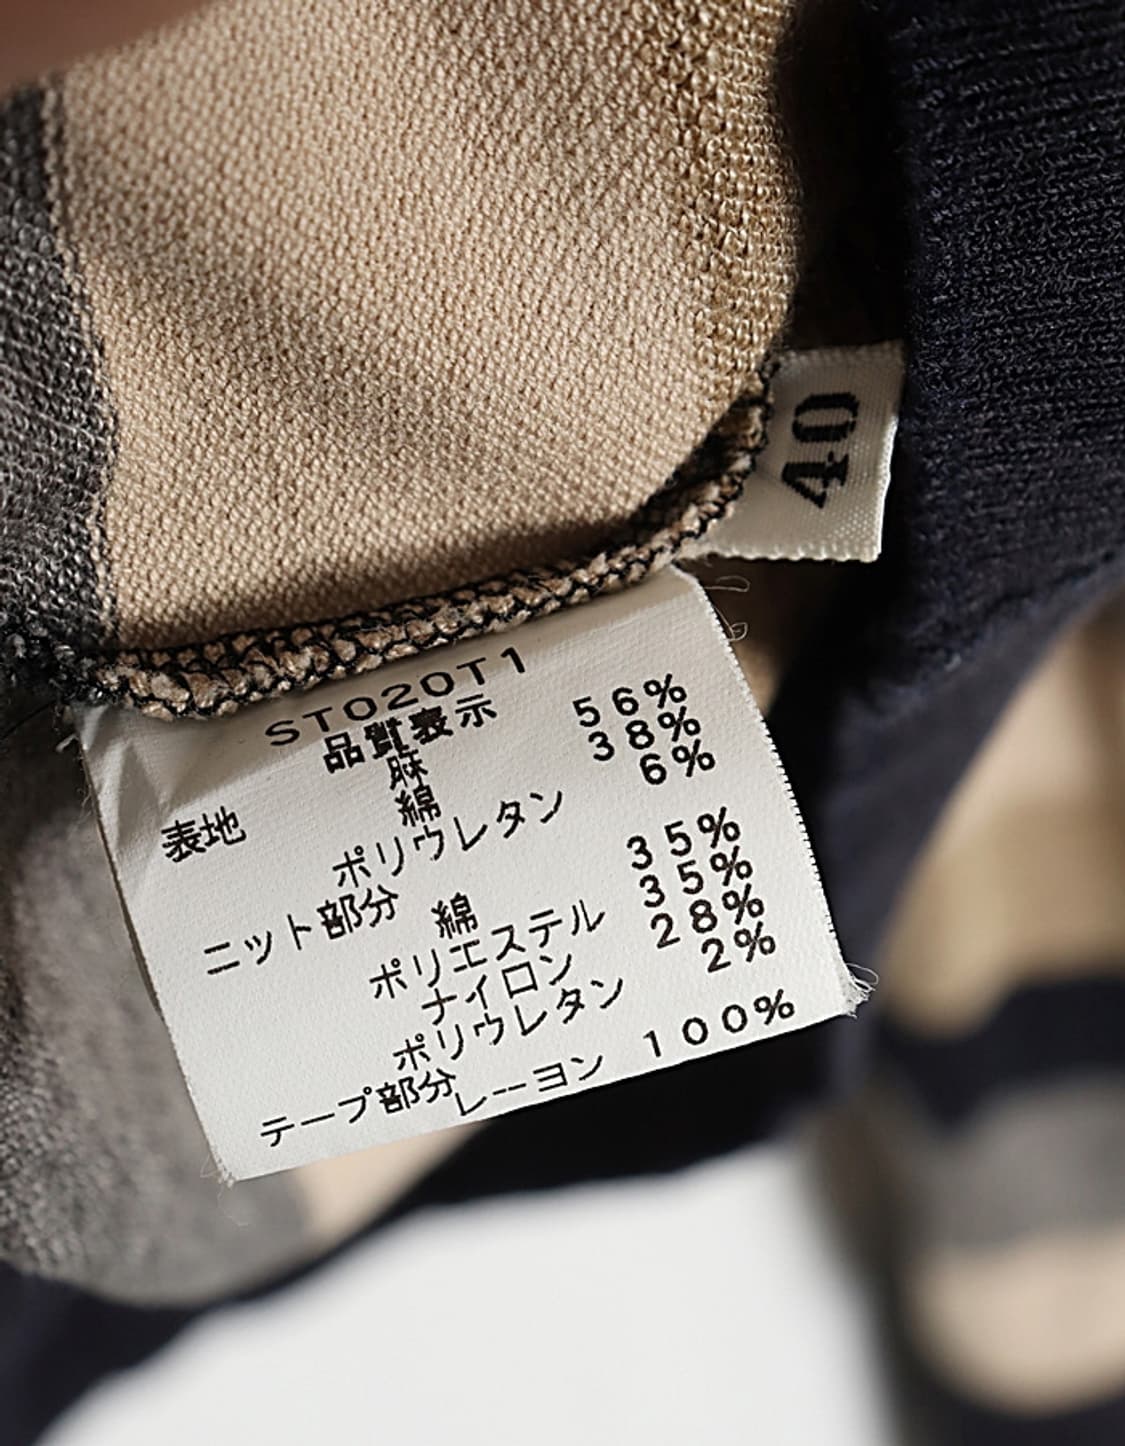 40
ST020T1
品質表示
表地 麻 56%
綿 38%
ポリウレタン 6%
ニット部分 綿 35%
ポリエステル 35%
ナイロン 28%
ポリウレタン 2%
テープ部分 レーヨン 100%